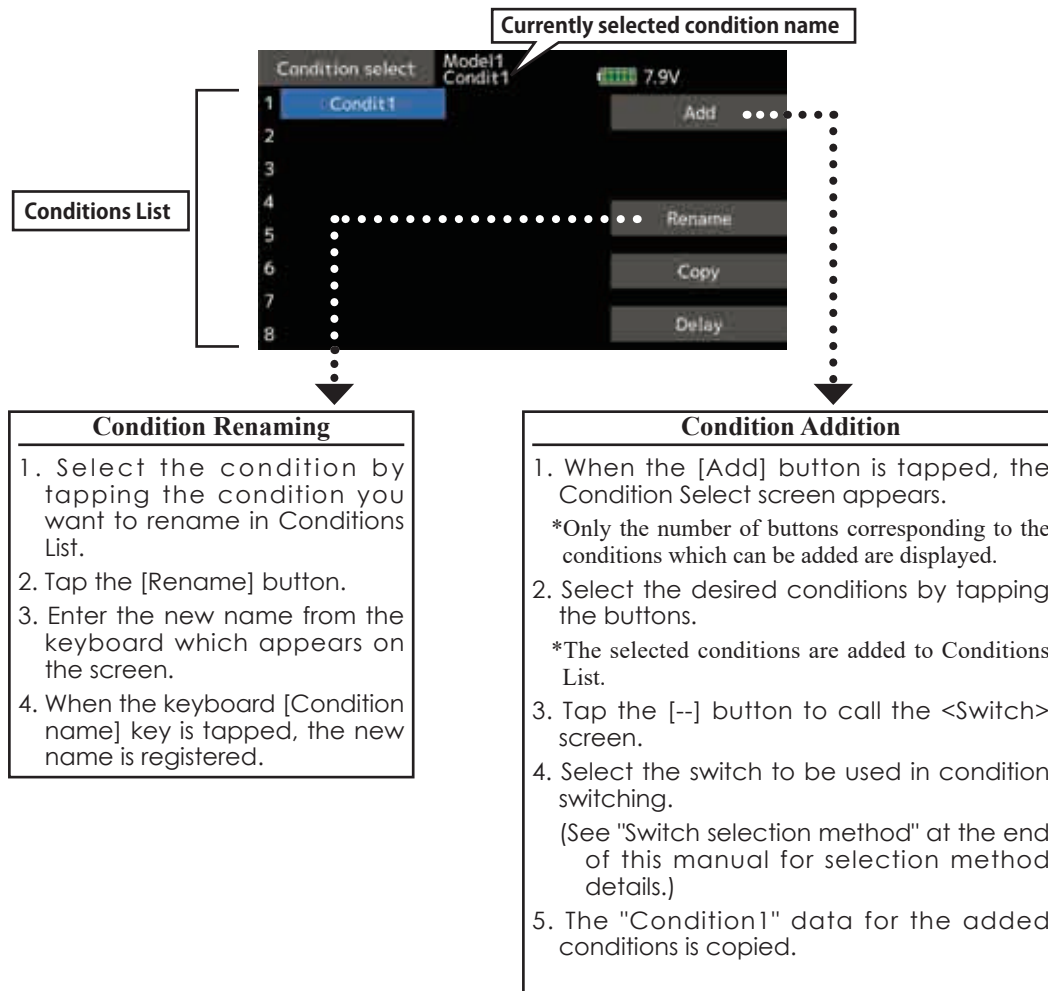 Currently selected condition name
Condition select
Model1
Condit1
7.9V
1 Condit1
Add
2
3
Conditions List
4
Rename
5
6
Copy
7
Delay
8
Condition Renaming
1. Select the condition by
tapping the condition you
want to rename in Conditions
List.
2. Tap the [Rename] button.
3. Enter the new name from the
keyboard which appears on
the screen.
4. When the keyboard [Condition
name] key is tapped, the new
name is registered.
Condition Addition
1. When the [Add] button is tapped, the
Condition Select screen appears.
*Only the number of buttons corresponding to the
conditions which can be added are displayed.
2. Select the desired conditions by tapping
the buttons.
*The selected conditions are added to Conditions
List.
3. Tap the [--] button to call the <Switch>
screen.
4. Select the switch to be used in condition
switching.
(See "Switch selection method" at the end
of this manual for selection method
details.)
5. The "Condition1" data for the added
conditions is copied.